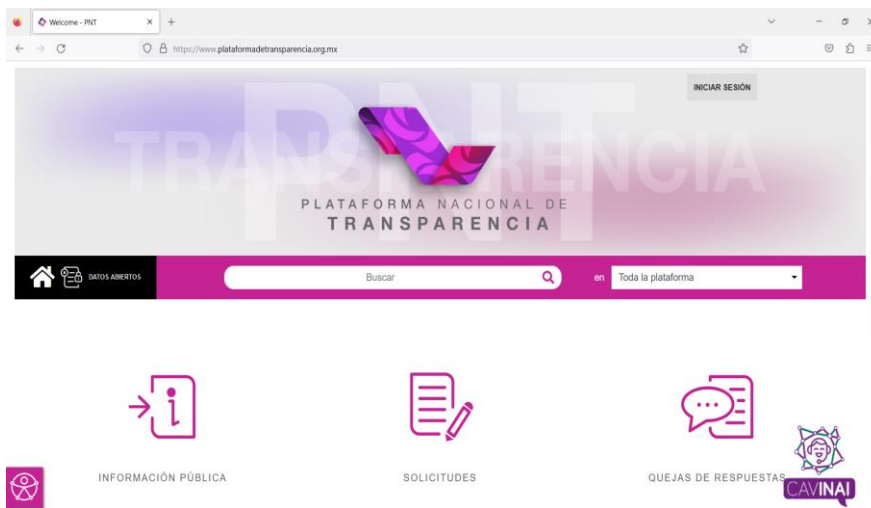 Welcome - PNT
https://www.plataformadetransparencia.org.mx
INICIAR SESIÓN
PNT
TRANSPARENCIA
PLATAFORMA NACIONAL DE
TRANSPARENCIA
DATOS ABIERTOS
Buscar
en
Toda la plataforma
INFORMACIÓN PÚBLICA
SOLICITUDES
QUEJAS DE RESPUESTAS
CAVINAI